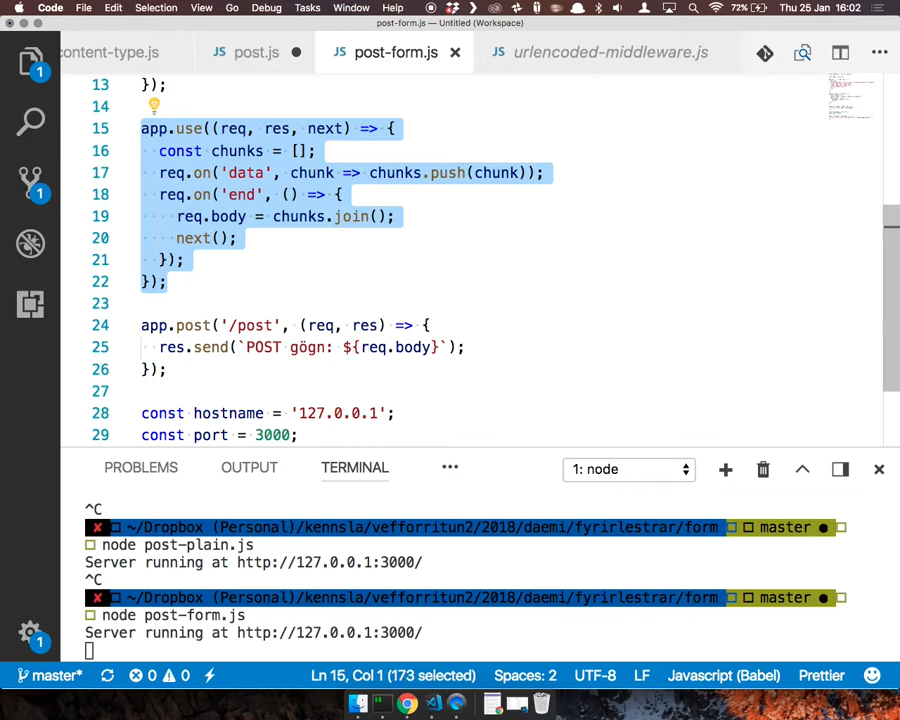 Code File Edit Selection View Go Debug Tasks Window Help 72% Thu 25 Jan 16:02
post-form.js — Untitled (Workspace)
content-type.js JS post.js ● JS post-form.js × JS urlencoded-middleware.js ...
13 });
14
15 app.use((req, res, next) => {
16 const chunks = [];
17 req.on('data', chunk => chunks.push(chunk));
18 req.on('end', () => {
19 req.body = chunks.join();
20 next();
21 });
22 });
23
24 app.post('/post', (req, res) => {
25 res.send(`POST gögn: ${req.body}`);
26 });
27
28 const hostname = '127.0.0.1';
29 const port = 3000;
1
1
1
PROBLEMS OUTPUT TERMINAL ... 1: node
^C
✘ ~/Dropbox (Personal)/kennsla/vefforritun2/2018/daemi/fyrirlestrar/form master ●
node post-plain.js
Server running at http://127.0.0.1:3000/
^C
✘ ~/Dropbox (Personal)/kennsla/vefforritun2/2018/daemi/fyrirlestrar/form master ●
node post-form.js
Server running at http://127.0.0.1:3000/
master* 0 0 Ln 15, Col 1 (173 selected) Spaces: 2 UTF-8 LF Javascript (Babel) Prettier